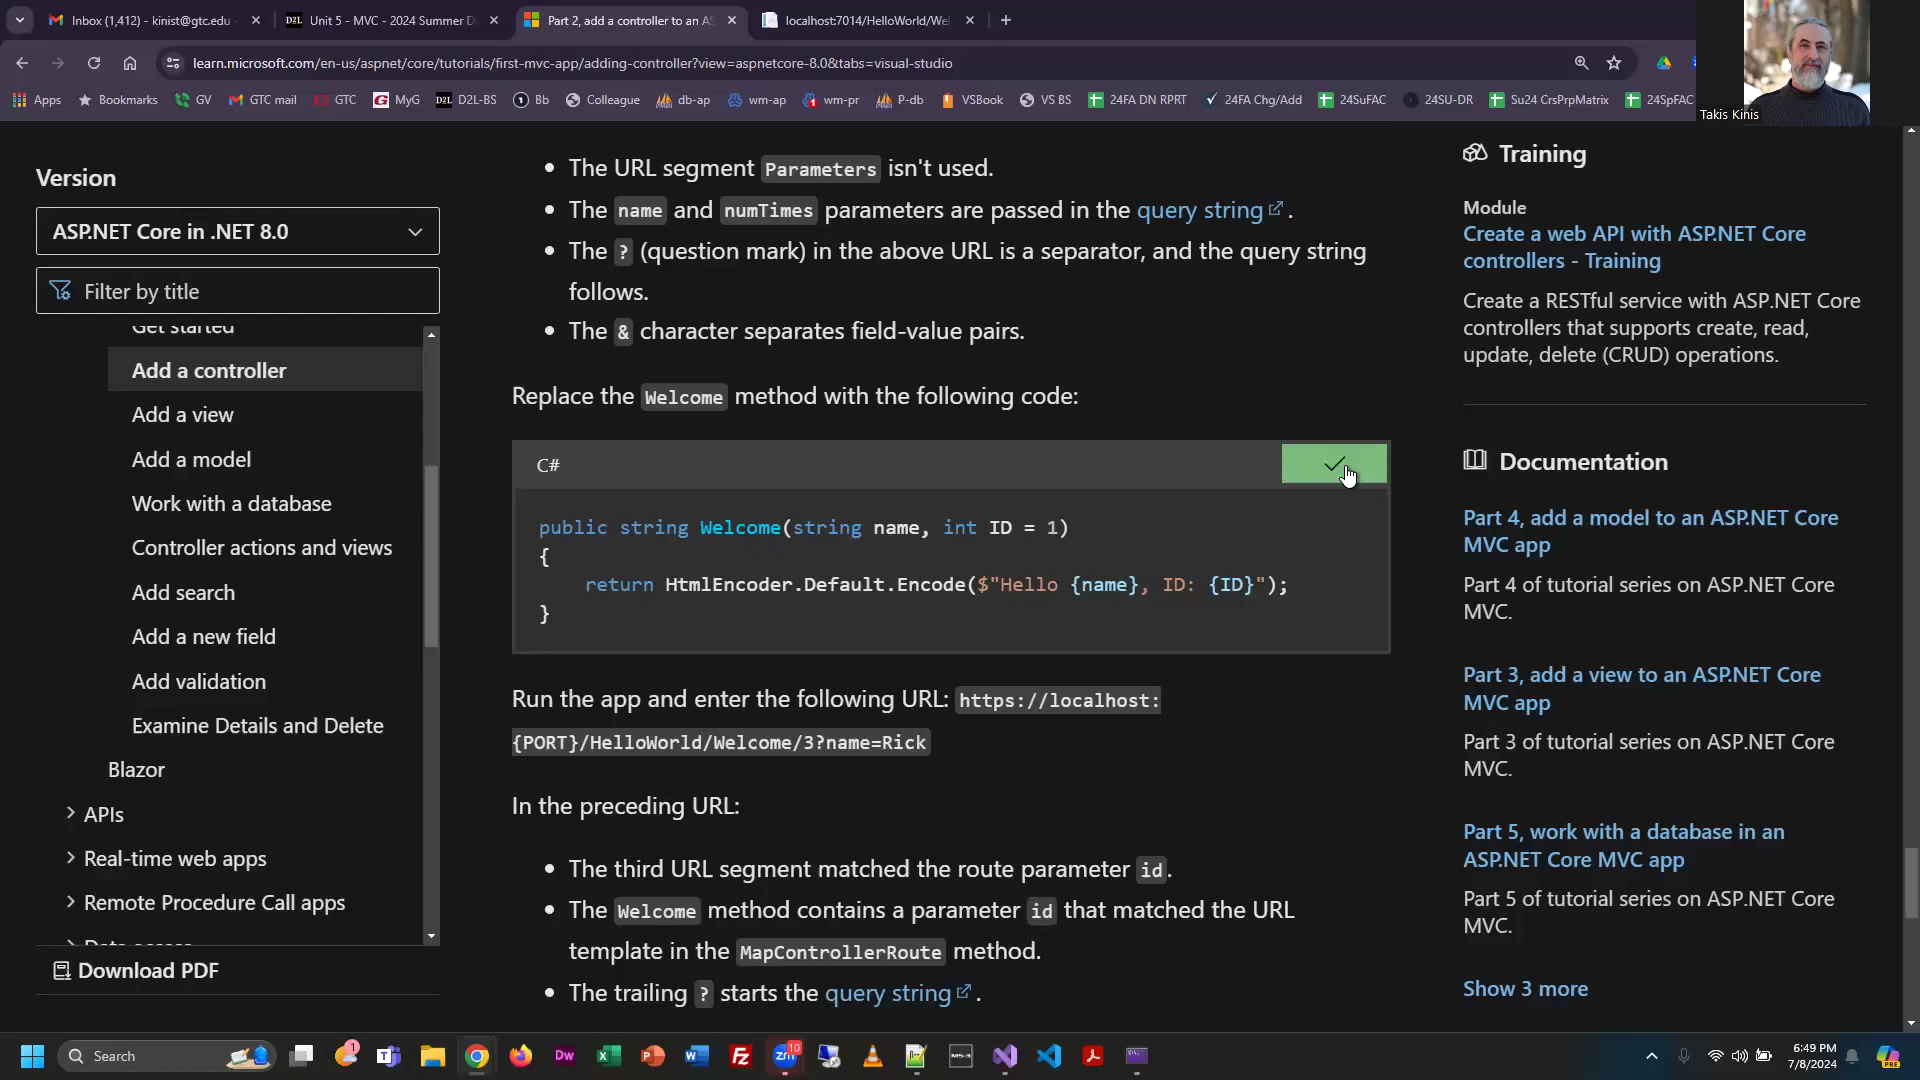 Inbox (1,412) - kinist@gtc.edu -
D2L Unit 5 - MVC - 2024 Summer D
Part 2, add a controller to an AS
localhost:7014/HelloWorld/Wel
learn.microsoft.com/en-us/aspnet/core/tutorials/first-mvc-app/adding-controller?view=aspnetcore-8.0&tabs=visual-studio
Apps Bookmarks GV GTC mail GTC MyG D2L-BS Bb Colleague db-ap wm-ap wm-pr P-db VSBook VS BS 24FA DN RPRT 24FA Chg/Add 24SuFAC 24SU-DR Su24 CrsPrpMatrix 24SpFAC
Takis Kinis
Version
ASP.NET Core in .NET 8.0
Filter by title
Get started
Add a controller
Add a view
Add a model
Work with a database
Controller actions and views
Add search
Add a new field
Add validation
Examine Details and Delete
Blazor
APIs
Real-time web apps
Remote Procedure Call apps
Data access
Download PDF
• The URL segment Parameters isn't used.
• The name and numTimes parameters are passed in the query string.
• The ? (question mark) in the above URL is a separator, and the query string
follows.
• The & character separates field-value pairs.
Replace the Welcome method with the following code:
C#
public string Welcome(string name, int ID = 1)
{
return HtmlEncoder.Default.Encode($"Hello {name}, ID: {ID}");
}
Run the app and enter the following URL: https://localhost:
{PORT}/HelloWorld/Welcome/3?name=Rick
In the preceding URL:
• The third URL segment matched the route parameter id.
• The Welcome method contains a parameter id that matched the URL
template in the MapControllerRoute method.
• The trailing ? starts the query string.
Training
Module
Create a web API with ASP.NET Core
controllers - Training
Create a RESTful service with ASP.NET Core
controllers that supports create, read,
update, delete (CRUD) operations.
Documentation
Part 4, add a model to an ASP.NET Core
MVC app
Part 4 of tutorial series on ASP.NET Core
MVC.
Part 3, add a view to an ASP.NET Core
MVC app
Part 3 of tutorial series on ASP.NET Core
MVC.
Part 5, work with a database in an
ASP.NET Core MVC app
Part 5 of tutorial series on ASP.NET Core
MVC.
Show 3 more
Search
1
Dw
10
6:49 PM
7/8/2024
PRE